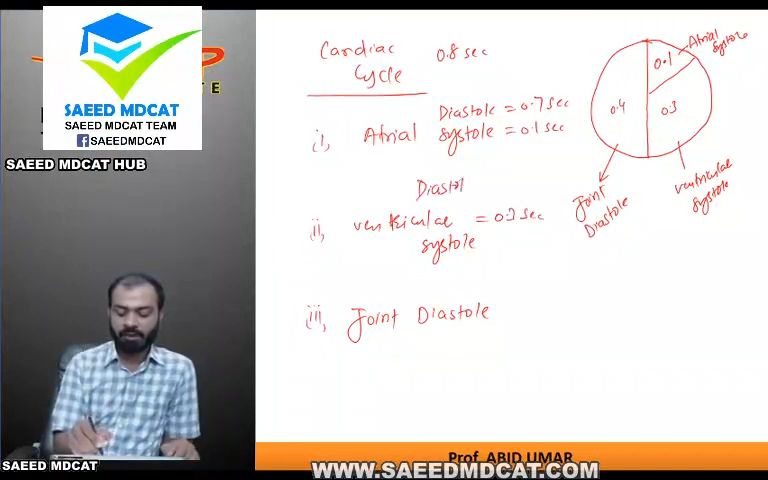 SAEED MDCAT
SAEED MDCAT TEAM
SAEEDMDCAT
SAEED MDCAT HUB
Cardiac Cycle 0.8 sec
i, Atrial Diastole = 0.7 sec
systole = 0.1 sec
Diastol
ii, ventricular systole = 0.3 sec
iii, Joint Diastole
0.1
Atrial systole
0.4
0.3
Joint Diastole
ventricular systole
Prof. ABID UMAR
SAEED MDCAT
WWW.SAEEDMDCAT.COM